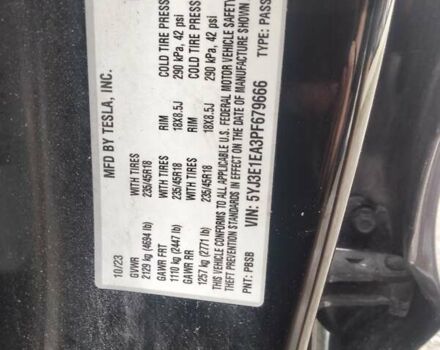 MFD BY TESLA, INC.
10/23
GVWR
2129 kg (4694 lb)
GAWR FRT
1110 kg (2447 lb) WITH TIRES 235/45R18 RIM 18X8.5J COLD TIRE PRESS 290 kPa, 42 psi
GAWR RR
1257 kg (2771 lb) WITH TIRES 235/45R18 RIM 18X8.5J COLD TIRE PRES 290 kPa, 42 psi
THIS VEHICLE CONFORMS TO ALL APPLICABLE U.S. FEDERAL MOTOR VEHICLE SAFETY
PREVENTION STANDARDS IN EFFECT ON THE DATE OF MANUFACTURE SHOWN
VIN: 5YJ3E1EA3PF679666 TYPE: PASS
PNT: PBSB